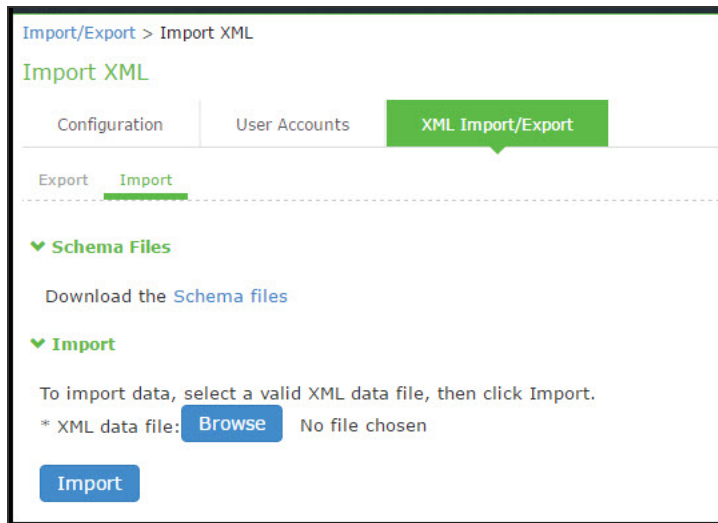 Import/Export > Import XML
Import XML
Configuration User Accounts XML Import/Export
Export Import
Schema Files
Download the Schema files
Import
To import data, select a valid XML data file, then click Import.
* XML data file: Browse No file chosen
Import